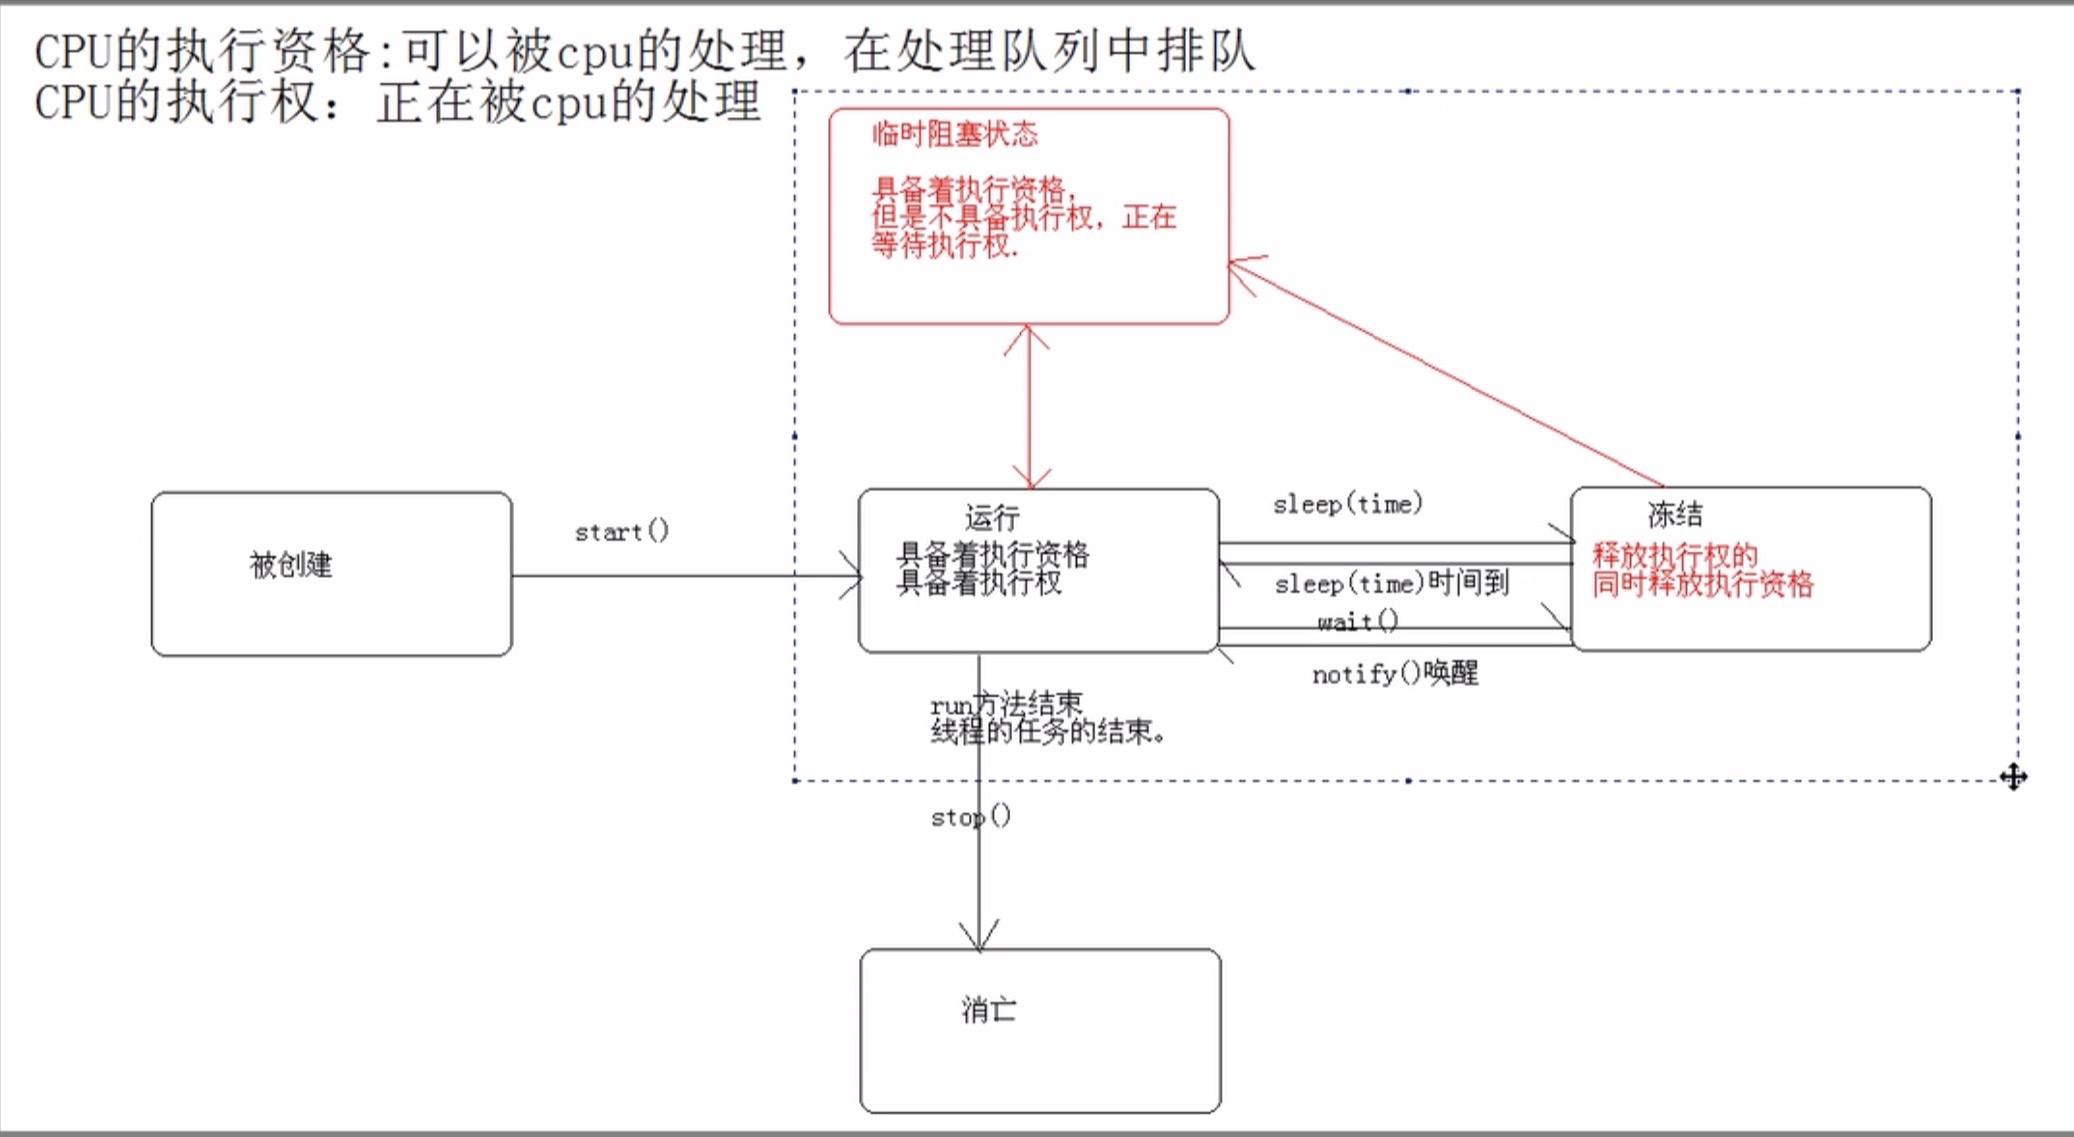 CPU的执行资格:可以被cpu的处理，在处理队列中排队
CPU的执行权：正在被cpu的处理
临时阻塞状态
具备着执行资格,
但是不具备执行权，正在
等待执行权.
被创建
start()
运行
具备着执行资格
具备着执行权
sleep(time)
sleep(time)时间到
wait()
notify()唤醒
冻结
释放执行权的
同时释放执行资格
run方法结束
线程的任务的结束。
stop()
消亡